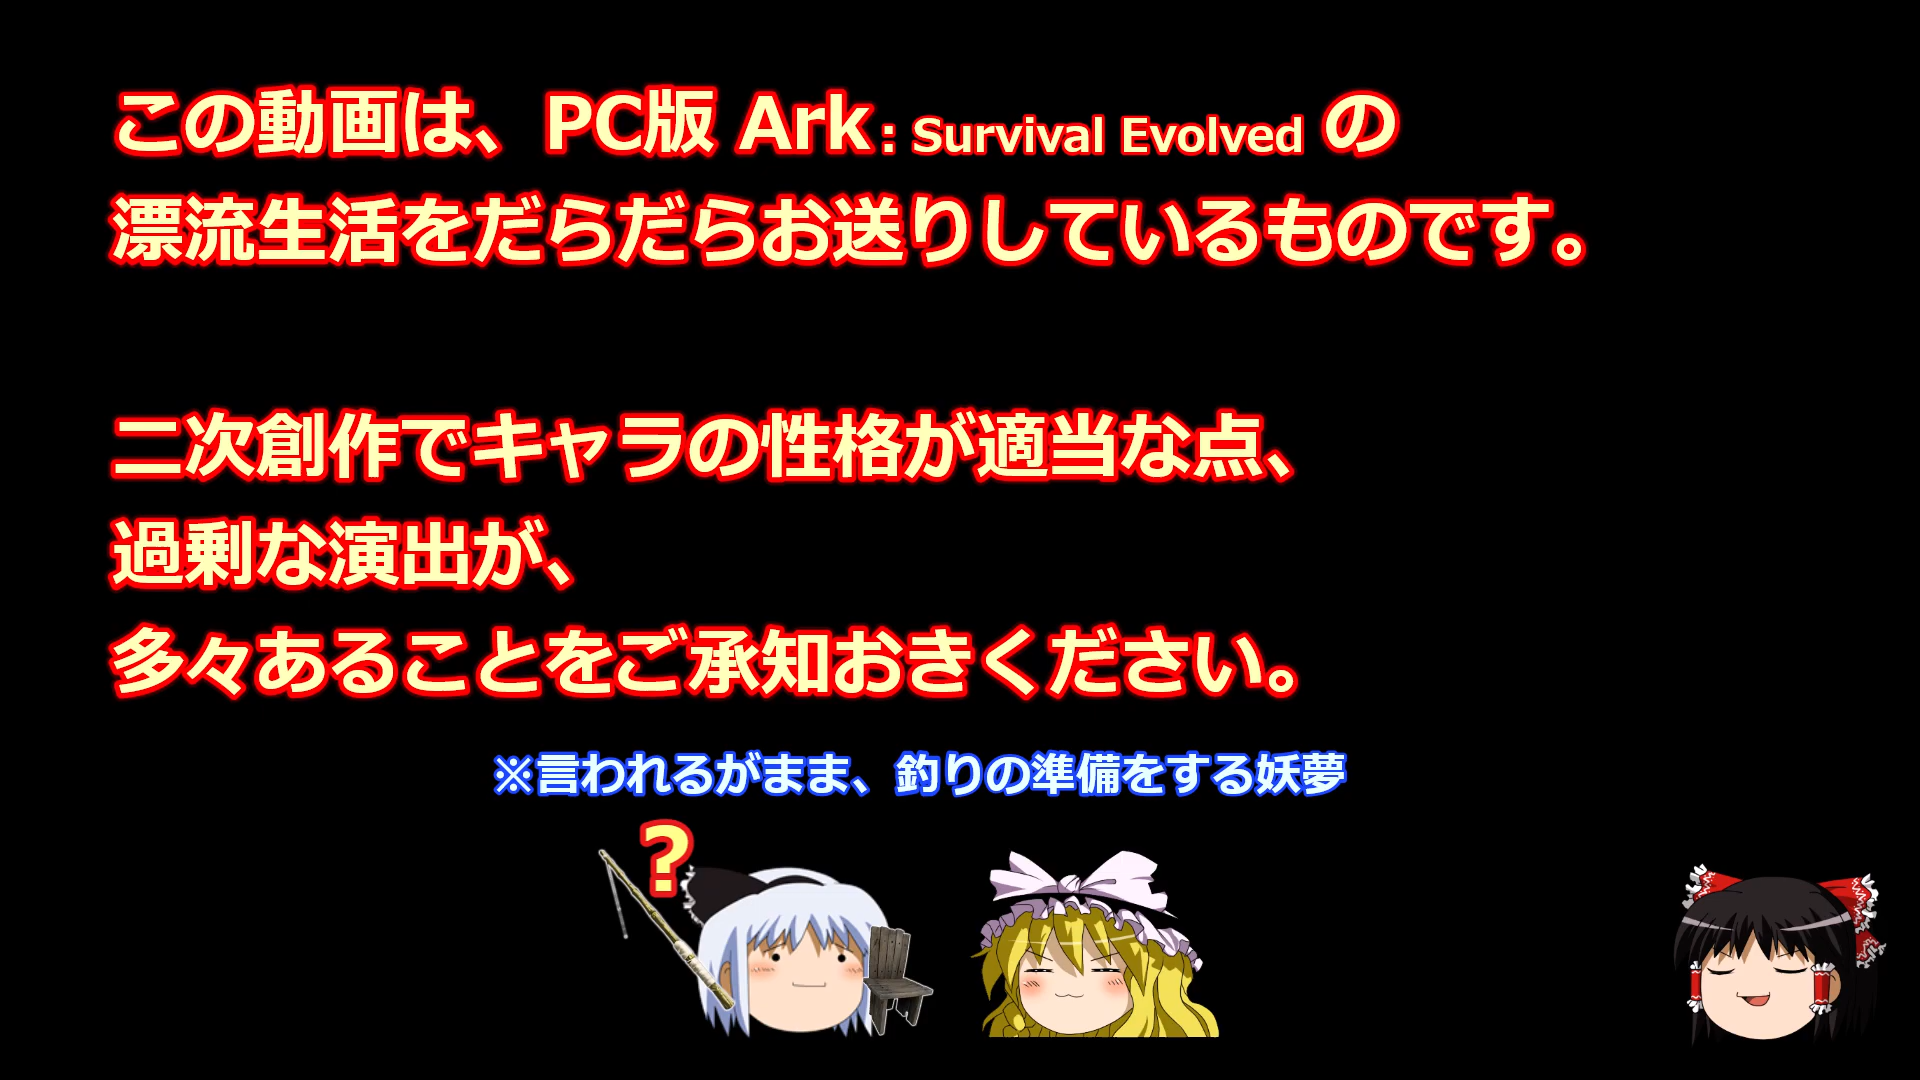 この動画は、PC版 Ark : Survival Evolved の
漂流生活をだらだらお送りしているものです。
二次創作でキャラの性格が適当な点、
過剰な演出が、
多々あることをご承知おきください。
※言われるがまま、釣りの準備をする妖夢
?